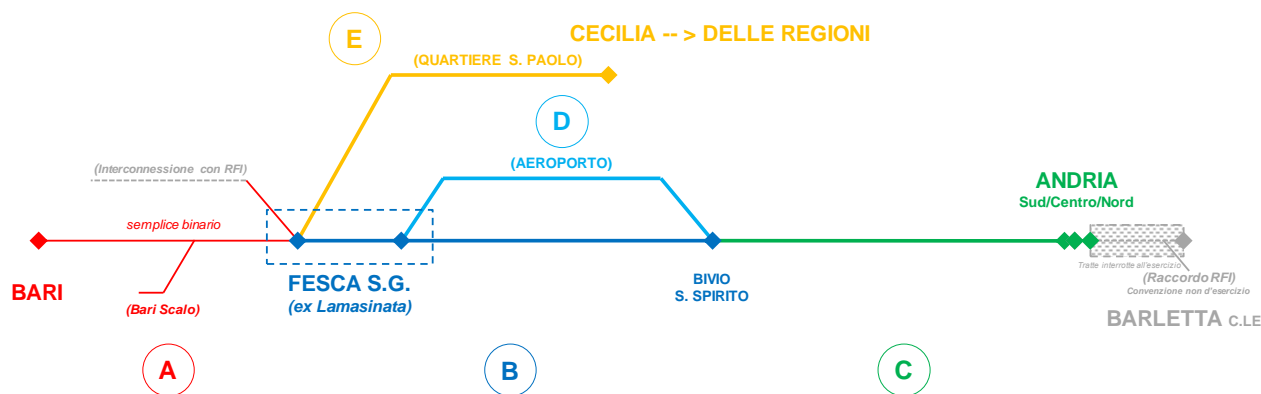 E
CECILIA -- > DELLE REGIONI
(QUARTIERE S. PAOLO)
D
(Interconnessione con RFI)
(AEROPORTO)
ANDRIA
Sud/Centro/Nord
semplice binario
BARI
(Bari Scalo)
FESCA S.G.
(ex Lamasinata)
BIVIO
S. SPIRITO
Tratte interrotte all'esercizio
(Raccordo RFI)
Convenzione non d'esercizio
BARLETTA C.LE
A
B
C